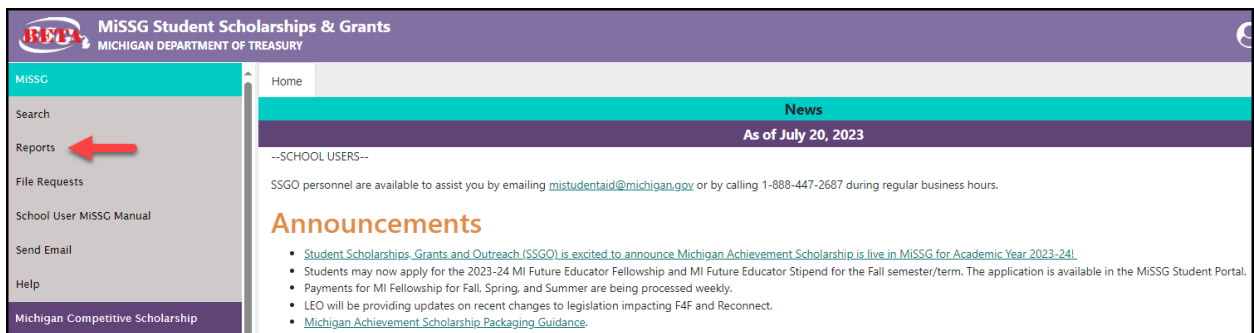 BETA
MiSSG Student Scholarships & Grants
MICHIGAN DEPARTMENT OF TREASURY
MiSSG
Search
Reports
File Requests
School User MiSSG Manual
Send Email
Help
Michigan Competitive Scholarship
Home
News
As of July 20, 2023
--SCHOOL USERS--
SSGO personnel are available to assist you by emailing mistudentaid@michigan.gov or by calling 1-888-447-2687 during regular business hours.
Announcements
• Student Scholarships, Grants and Outreach (SSGO) is excited to announce Michigan Achievement Scholarship is live in MiSSG for Academic Year 2023-24!
• Students may now apply for the 2023-24 MI Future Educator Fellowship and MI Future Educator Stipend for the Fall semester/term. The application is available in the MiSSG Student Portal.
• Payments for MI Fellowship for Fall, Spring, and Summer are being processed weekly.
• LEO will be providing updates on recent changes to legislation impacting F4F and Reconnect.
• Michigan Achievement Scholarship Packaging Guidance.